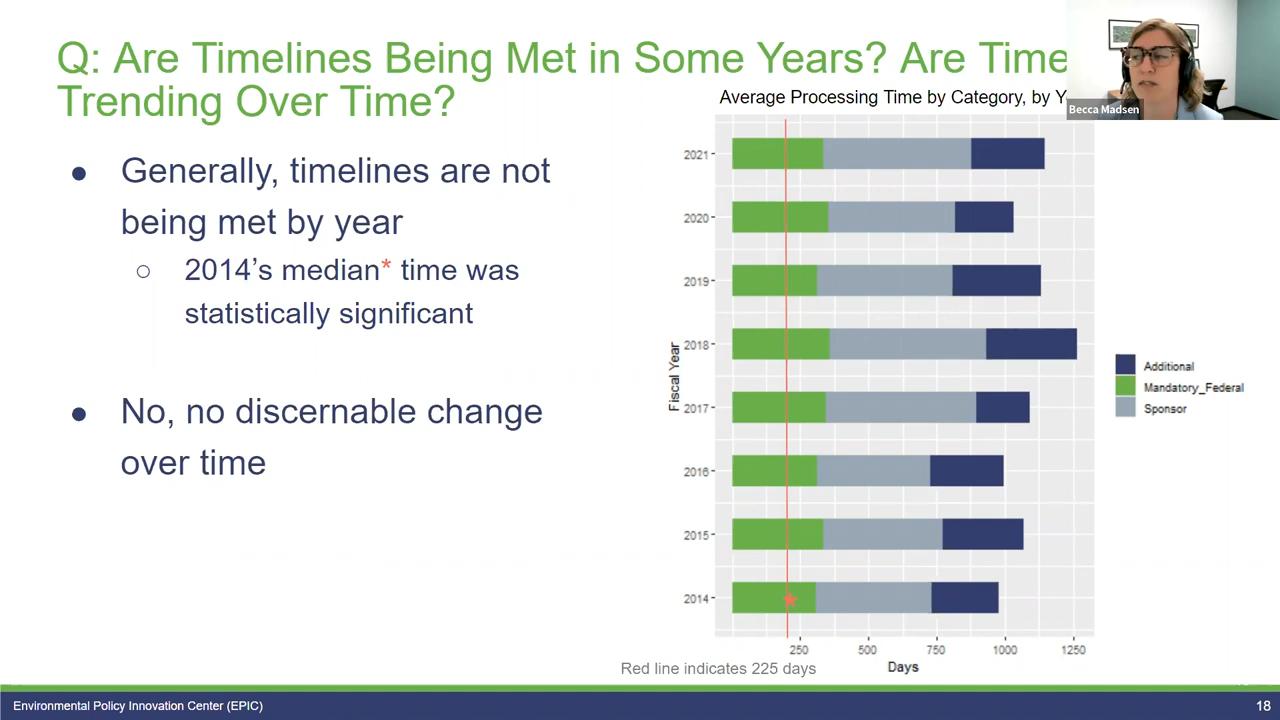 Q: Are Timelines Being Met in Some Years? Are Time
Trending Over Time?
Becca Madsen
Average Processing Time by Category, by Y
● Generally, timelines are not
being met by year
○ 2014’s median* time was
statistically significant
● No, no discernable change
over time
2021
2020
2019
2018
2017
2016
2015
2014
Fiscal Year
250 500 750 1000 1250
Days
Additional
Mandatory_Federal
Sponsor
Red line indicates 225 days
Environmental Policy Innovation Center (EPIC) 18